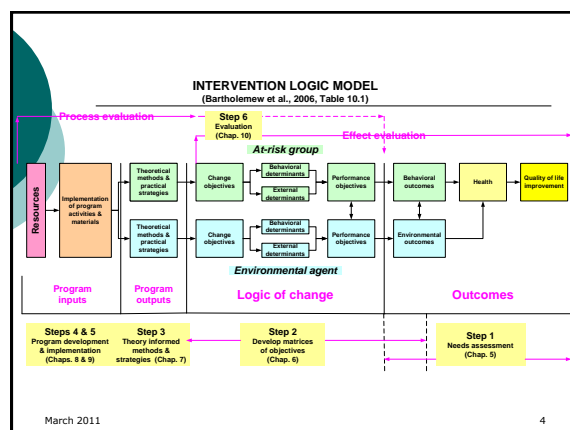 INTERVENTION LOGIC MODEL
(Bartholemew et al., 2006, Table 10.1)
Process evaluation
Step 6
Evaluation
(Chap. 10)
Effect evaluation
At-risk group
Resources
Implementation
of program
activities &
materials
Theoretical
methods &
practical
strategies
Change
objectives
Behavioral
determinants
External
determinants
Performance
objectives
Behavioral
outcomes
Health
Quality of life
improvement
Theoretical
methods &
practical
strategies
Change
objectives
Behavioral
determinants
External
determinants
Performance
objectives
Environmental
outcomes
Environmental agent
Program
inputs
Program
outputs
Logic of change
Outcomes
Steps 4 & 5
Program development
& implementation
(Chaps. 8 & 9)
Step 3
Theory informed
methods &
strategies (Chap. 7)
Step 2
Develop matrices
of objectives
(Chap. 6)
Step 1
Needs assessment
(Chap. 5)
March 2011
4